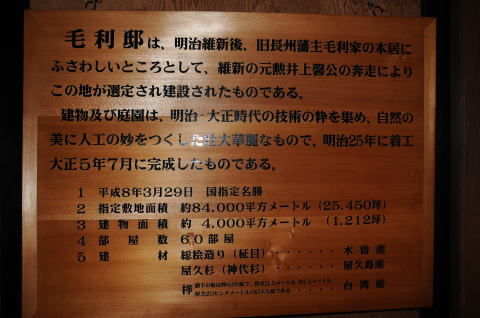 毛利邸は、明治維新後、旧長州藩主毛利家の本居に
ふさわしいところとして、維新の元勲井上馨公の奔走により
この地が選定され建設されたものである。
建物及び庭園は、明治・大正時代の技術の粋を集め、自然の
美に人工の妙をつくした壮大華麗なもので、明治25年に着工
大正5年7月に完成したものである。
1 平成8年3月29日 国指定名勝
2 指定敷地面積 約84,000平方メートル(25,450坪)
3 建物面積 約 4,000平方メートル(1,212坪)
4 部屋数 60部屋
5 建材 総桧造り(柾目)・・・・・・木曽産
屋久杉(神代杉)・・・・・・屋久島産
欅 ・・・・・・台湾産